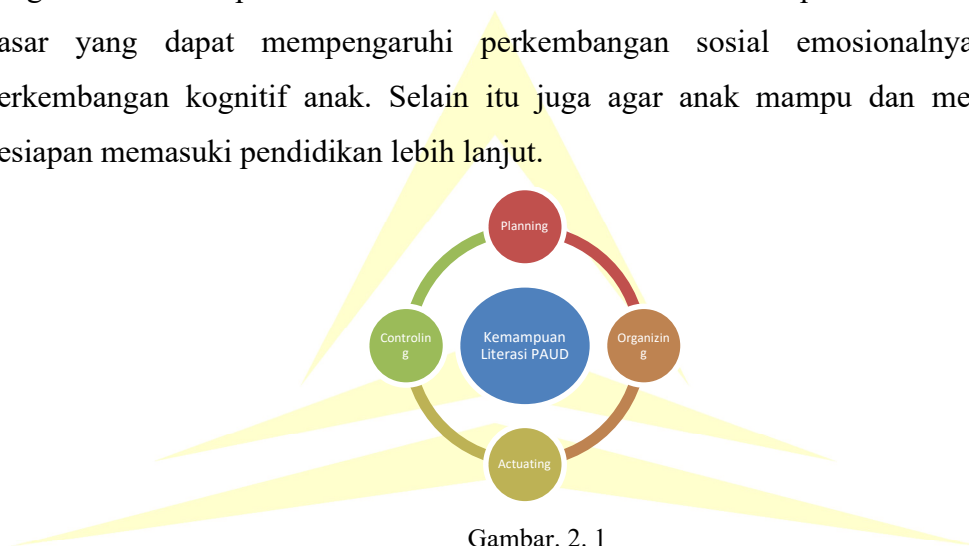 asar yang dapat mempengaruhi perkembangan sosial emosionalnya
erkembangan kognitif anak. Selain itu juga agar anak mampu dan me
esiapan memasuki pendidikan lebih lanjut.
Planning
Controlin
g
Kemampuan
Literasi PAUD
Organizin
g
Actuating
Gambar. 2. 1